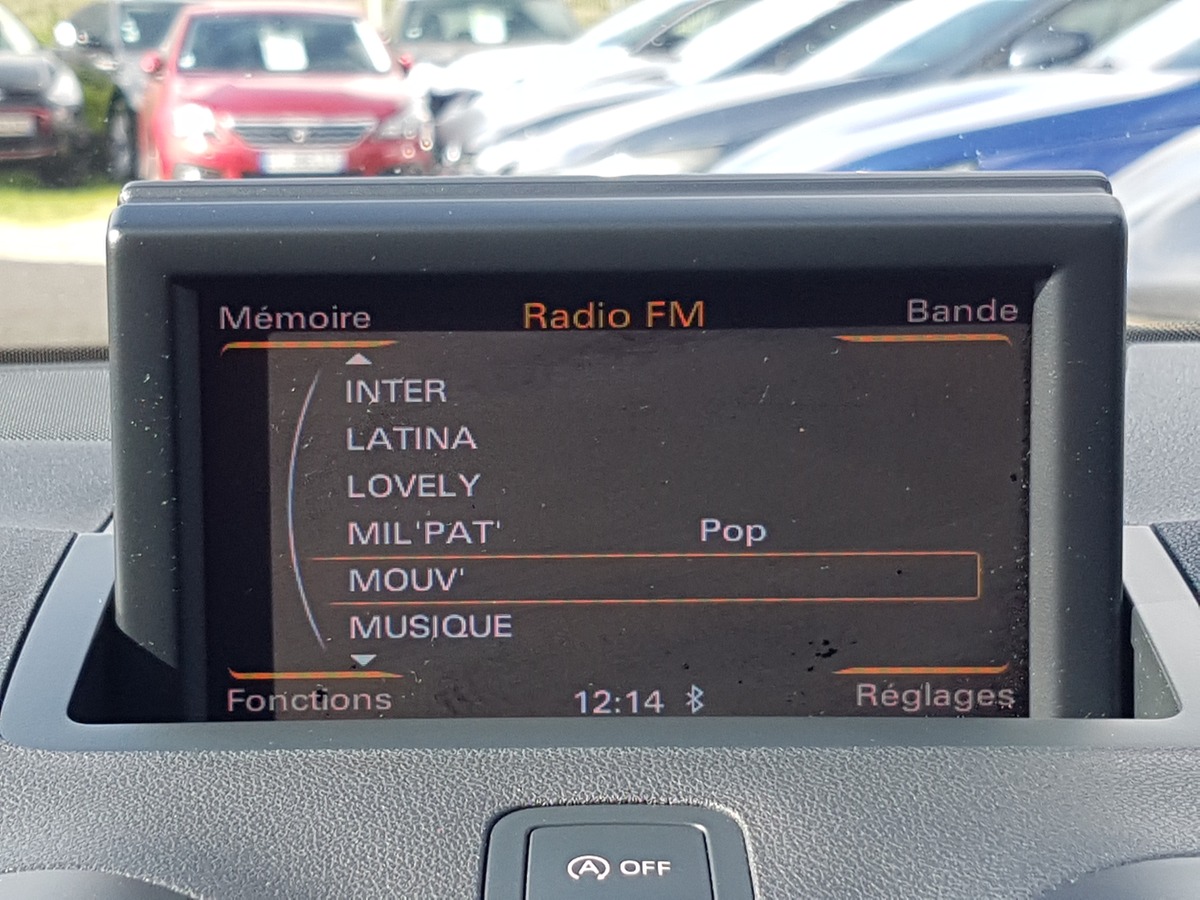 Mémoire Radio FM Bande
INTER
LATINA
LOVELY
MIL'PAT' Pop
MOUV'
MUSIQUE
Fonctions 12:14 Réglages
A OFF